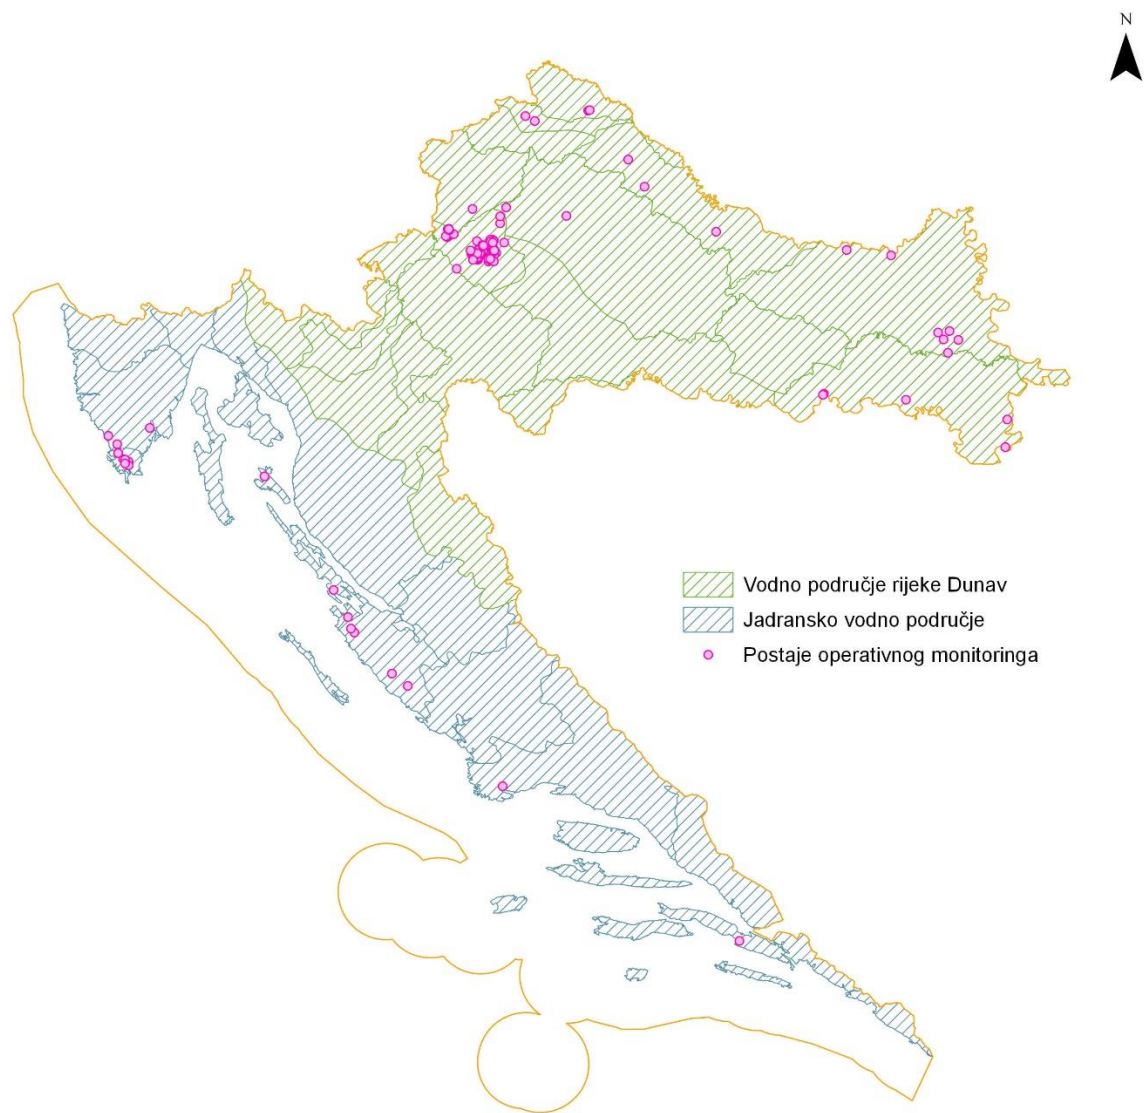 N
Vodno područje rijeke Dunav
Jadransko vodno područje
Postaje operativnog monitoringa